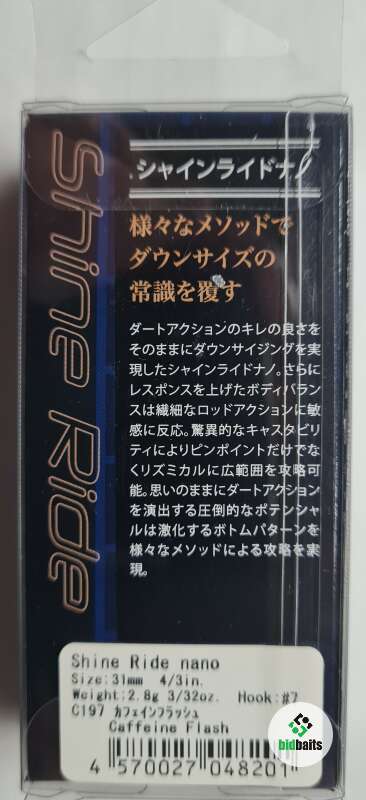 シャインライドナノ
Shine Ride
様々なメソッドで
ダウンサイズの
常識を覆す
ダートアクションのキレの良さを
そのままにダウンサイジングを実
現したシャインライドナノ。さらに
レスポンスを上げたボディバラン
スは繊細なロッドアクションに敏
感に反応。驚異的なキャスタビリ
ティによりピンポイントだけでな
くリズミカルに広範囲を攻略可
能。思いのままにダートアクション
を演出する圧倒的なポテンシャ
ルは激化するボトムパターンを
様々なメソッドによる攻略を実
現。
Shine Ride nano
Size:31mm 4/3in.
Weight:2.8g 3/32oz. Hook:#7
C197 カフェインフラッシュ
Caffeine Flash
4 570027 048201
bidbaits